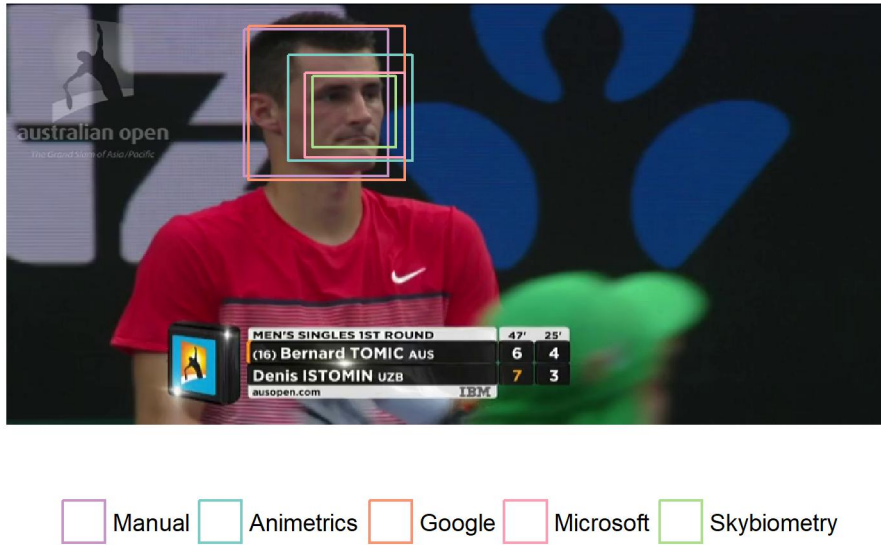 australian open
The Grand Slam of Asia/Pacific
MEN'S SINGLES 1ST ROUND 47' 25'
(16) Bernard TOMIC AUS 6 4
Denis ISTOMIN UZB 7 3
ausopen.com IBM
Manual Animetrics Google Microsoft Skybiometry